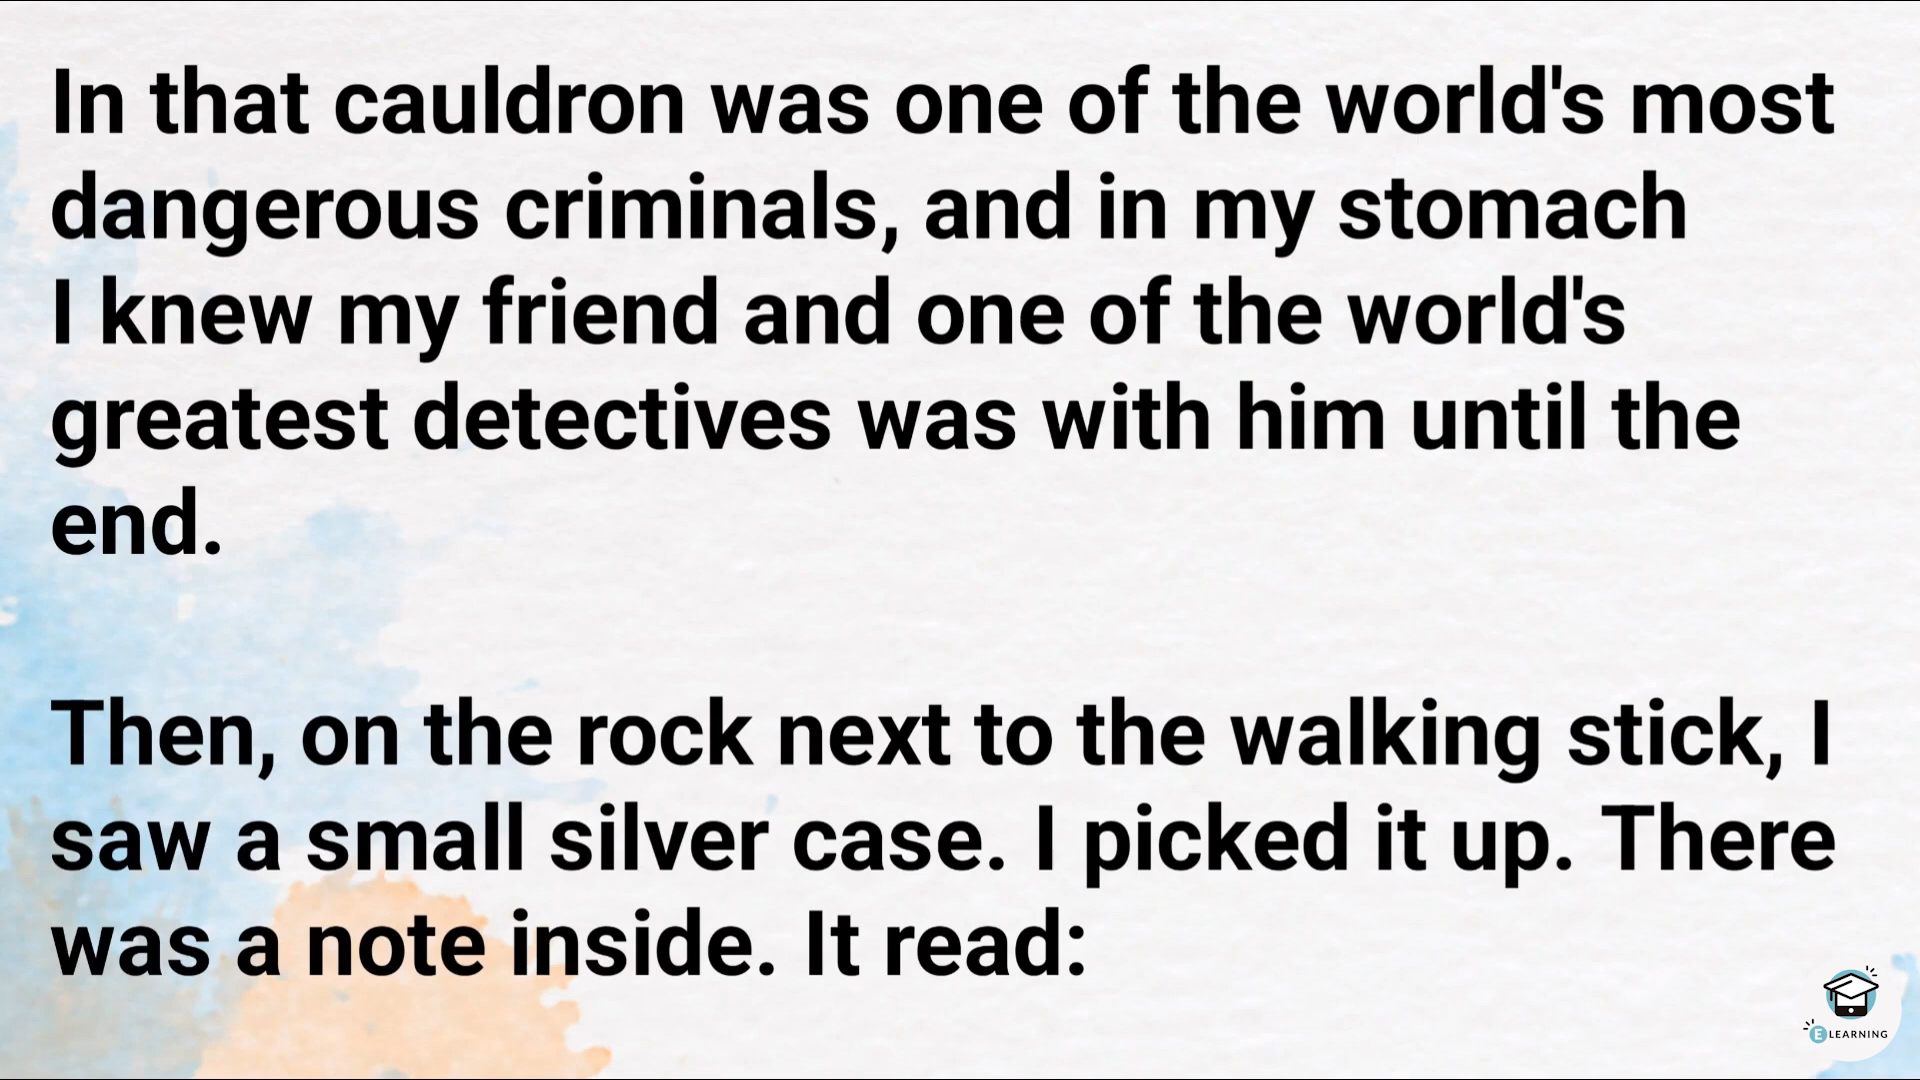 In that cauldron was one of the world's most
dangerous criminals, and in my stomach
I knew my friend and one of the world's
greatest detectives was with him until the
end.
Then, on the rock next to the walking stick, I
saw a small silver case. I picked it up. There
was a note inside. It read:
E LEARNING